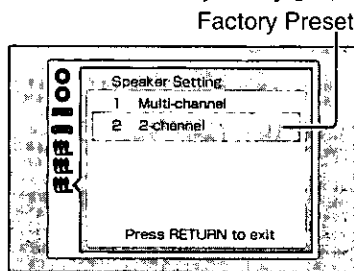 Factory Preset
Speaker Setting
1 Multi-channel
2 2-channel
Press RETURN to exit